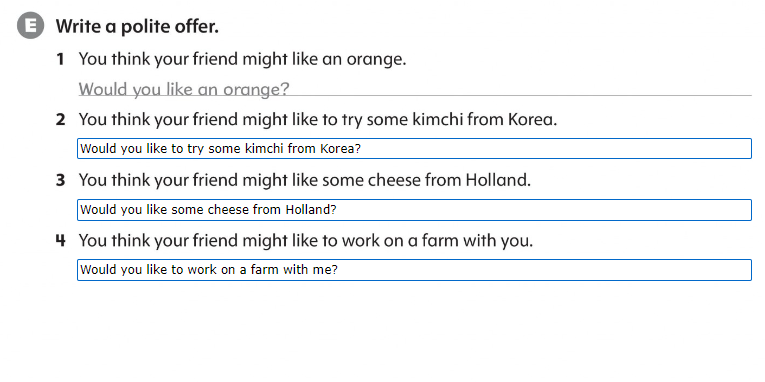 E Write a polite offer.
1 You think your friend might like an orange.
Would you like an orange?
2 You think your friend might like to try some kimchi from Korea.
Would you like to try some kimchi from Korea?
3 You think your friend might like some cheese from Holland.
Would you like some cheese from Holland?
4 You think your friend might like to work on a farm with you.
Would you like to work on a farm with me?